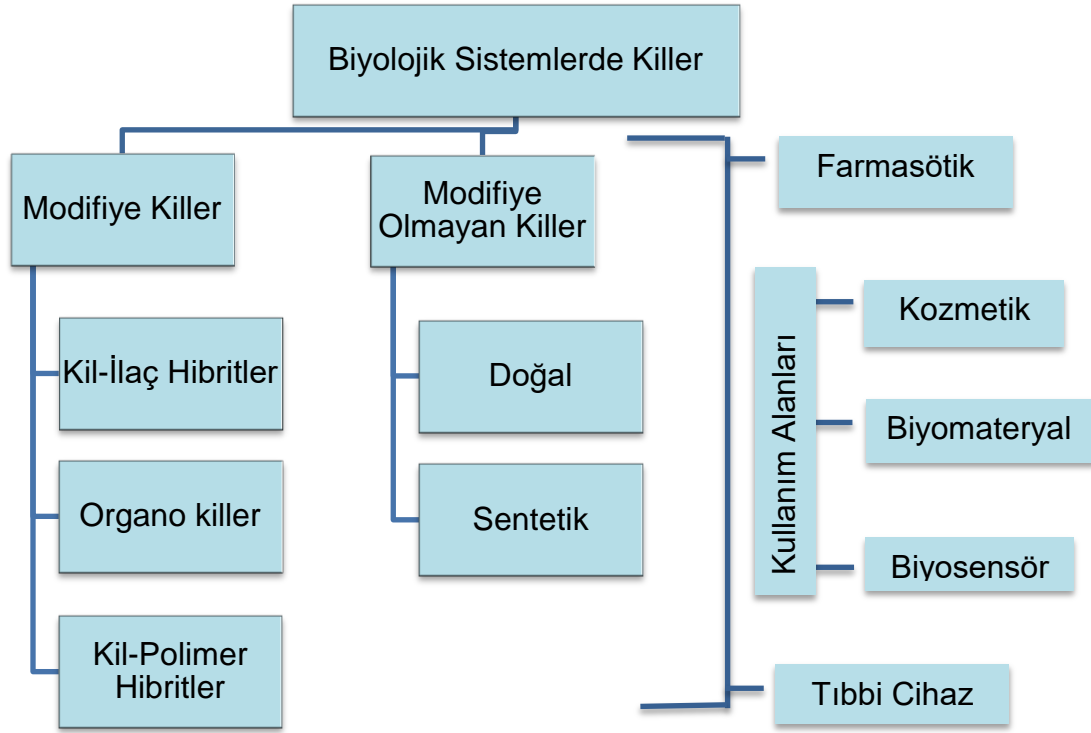 Biyolojik Sistemlerde Killer
Modifiye Killer
Modifiye
Olmayan Killer
Kil-İlaç Hibritler
Organo killer
Kil-Polimer
Hibritler
Doğal
Sentetik
Kullanım Alanları
Farmasötik
Kozmetik
Biyomateryal
Biyosensör
Tıbbi Cihaz